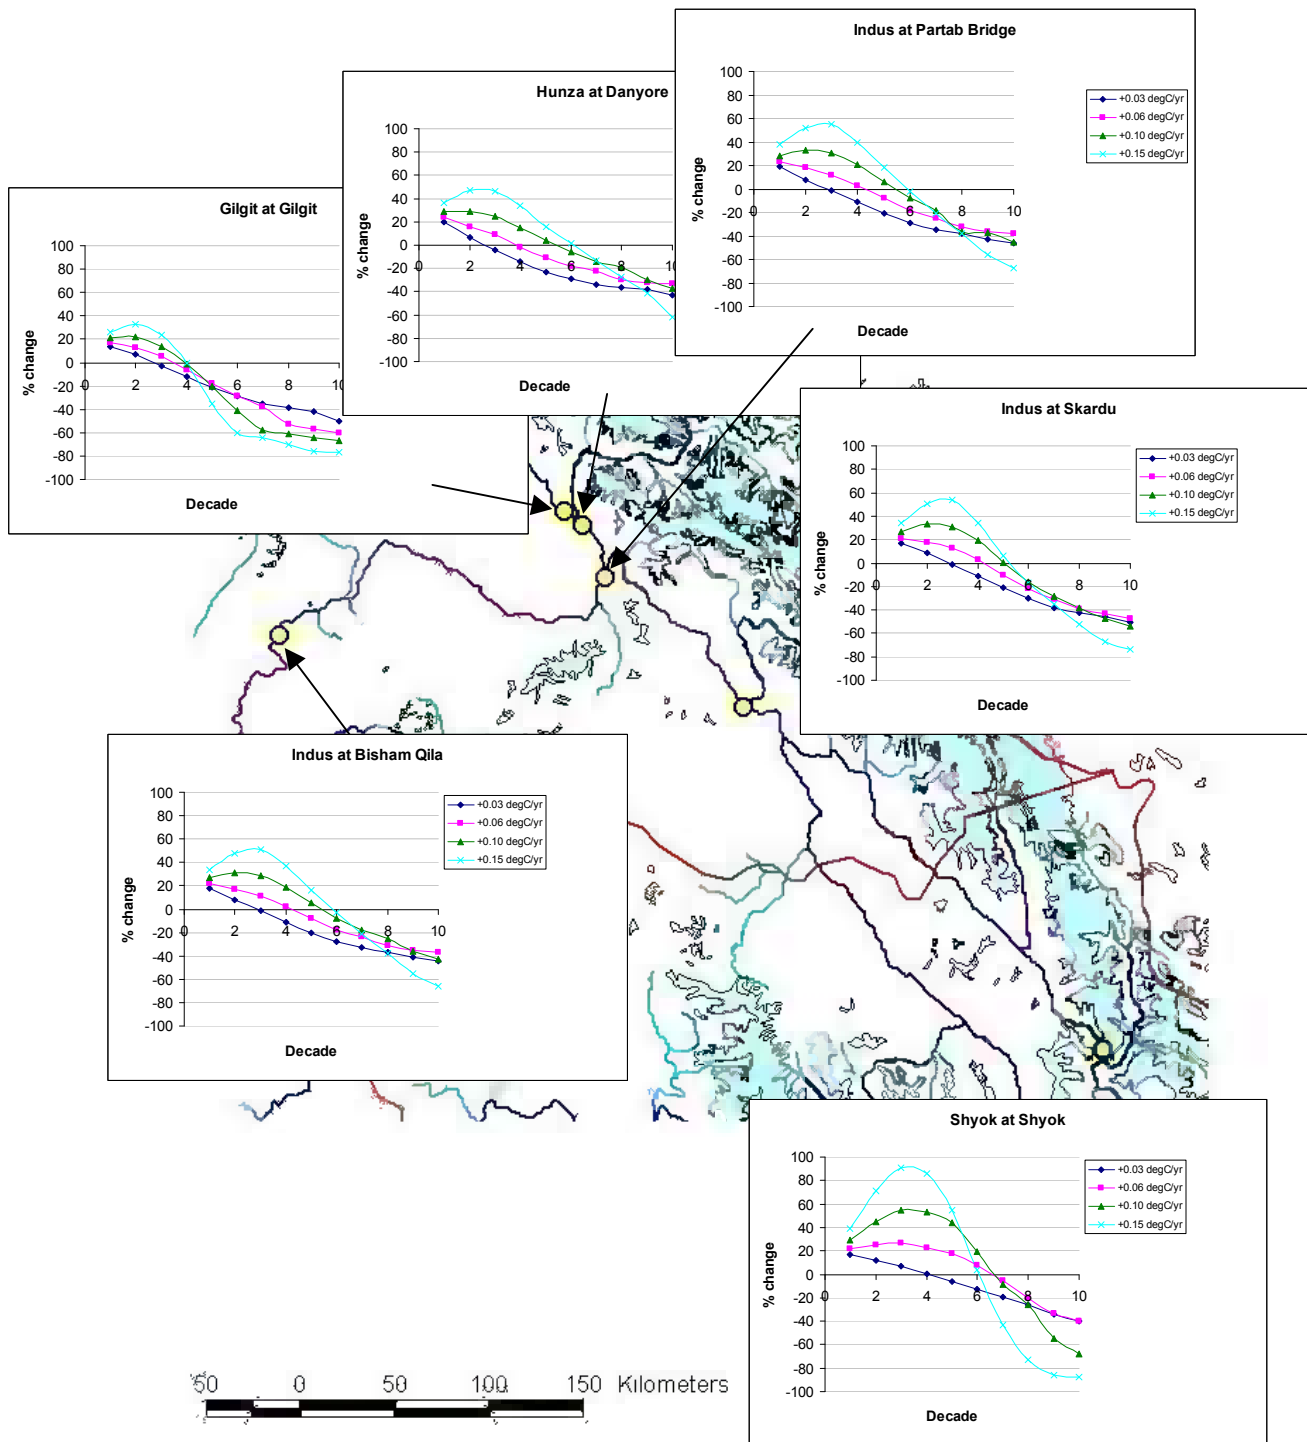 Indus at Partab Bridge
100
80
60
40
20
0
-20
-40
-60
-80
-100
0 2 4 6 8 10
% change
Decade
+0.03 degC/yr
+0.06 degC/yr
+0.10 degC/yr
+0.15 degC/yr
Hunza at Danyore
100
80
60
40
20
0
-20
-40
-60
-80
-100
0 2 4 6 8 10
% change
Decade
Gilgit at Gilgit
100
80
60
40
20
0
-20
-40
-60
-80
-100
0 2 4 6 8 10
% change
Decade
Indus at Skardu
100
80
60
40
20
0
-20
-40
-60
-80
-100
0 2 4 6 8 10
% change
Decade
+0.03 degC/yr
+0.06 degC/yr
+0.10 degC/yr
+0.15 degC/yr
Indus at Bisham Qila
100
80
60
40
20
0
-20
-40
-60
-80
-100
0 2 4 6 8 10
% change
Decade
+0.03 degC/yr
+0.06 degC/yr
+0.10 degC/yr
+0.15 degC/yr
Shyok at Shyok
100
80
60
40
20
0
-20
-40
-60
-80
-100
0 2 4 6 8 10
% change
Decade
+0.03 degC/yr
+0.06 degC/yr
+0.10 degC/yr
+0.15 degC/yr
50 0 50 100 150 Kilometers